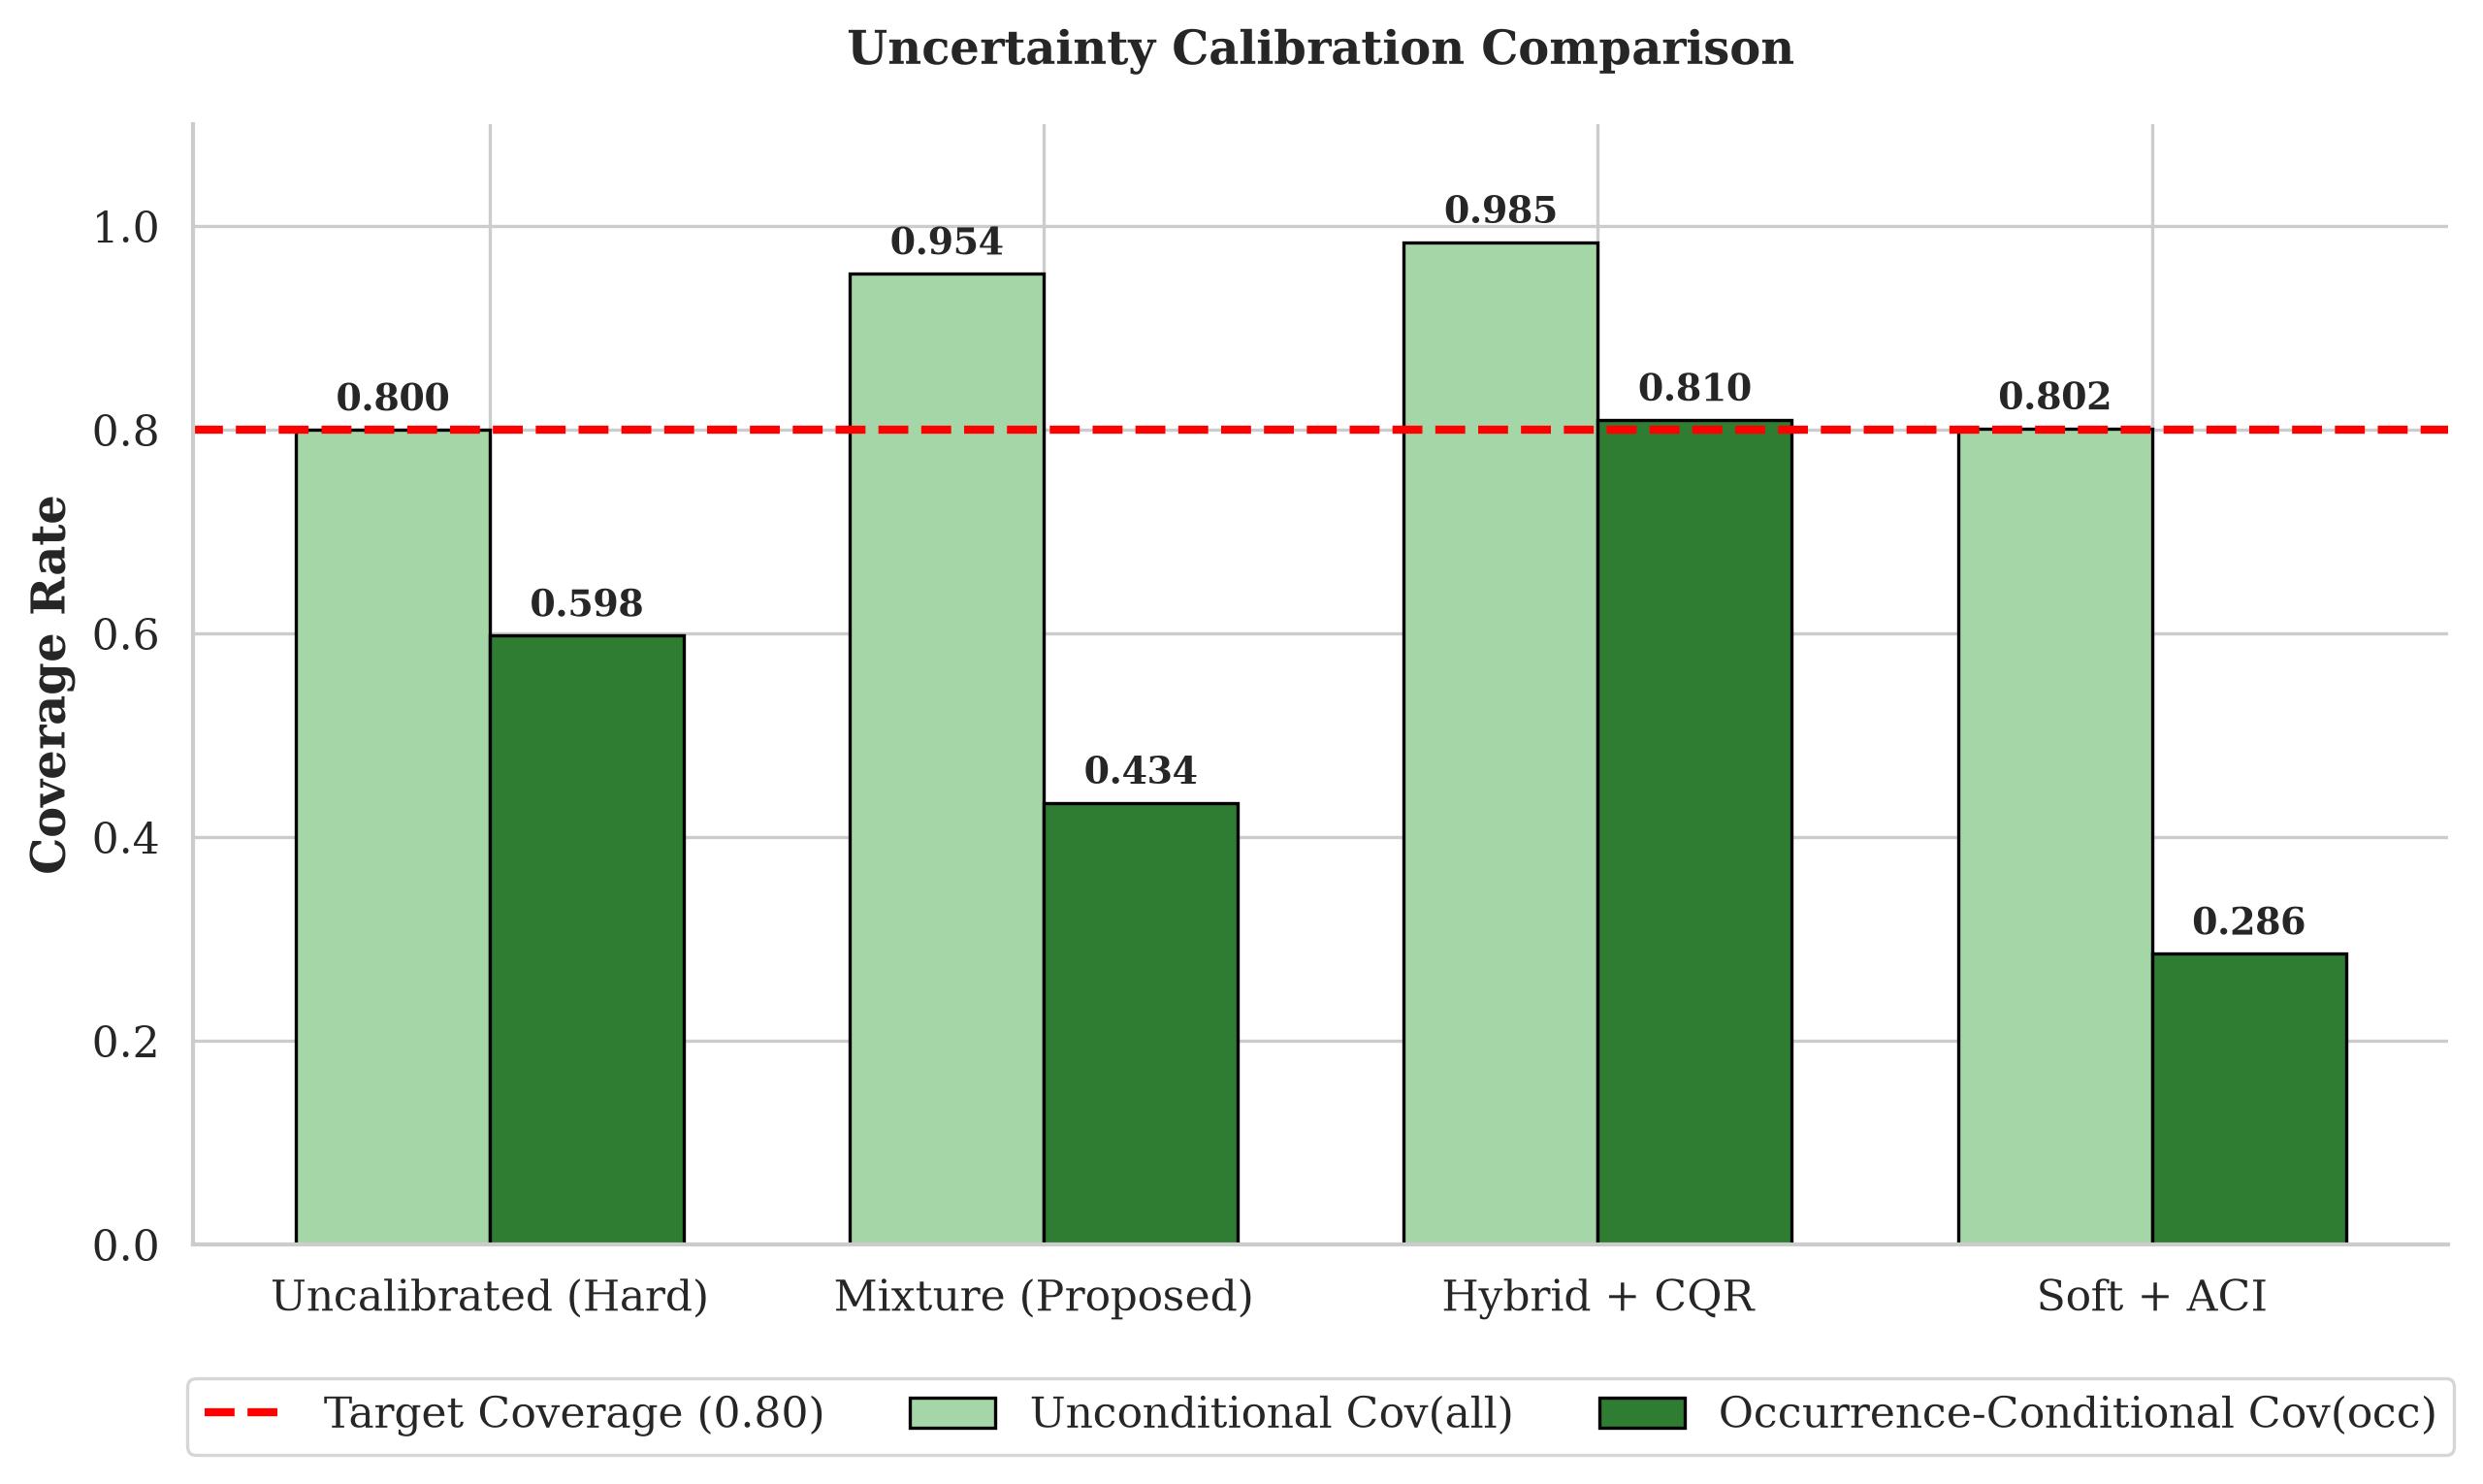 Uncertainty Calibration Comparison
Coverage Rate
1.0
0.8
0.6
0.4
0.2
0.0
0.800
0.598
0.954
0.434
0.985
0.810
0.802
0.286
Uncalibrated (Hard)
Mixture (Proposed)
Hybrid + CQR
Soft + ACI
Target Coverage (0.80)
Unconditional Cov(all)
Occurrence-Conditional Cov(occ)